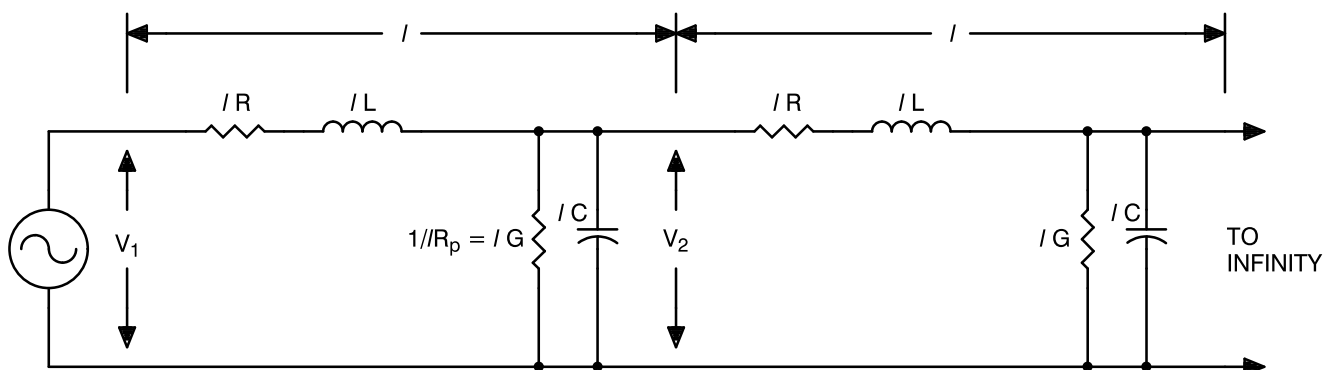 l
l
l R
l L
l R
l L
V1
1/lRp = l G
l C
V2
l G
l C
TO
INFINITY